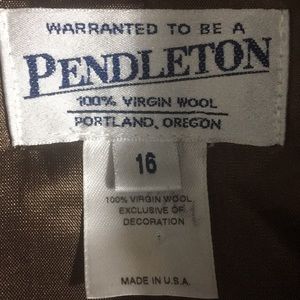 WARRANTED TO BE A
PENDLETON
100% VIRGIN WOOL
PORTLAND, OREGON
16
100% VIRGIN WOOL
EXCLUSIVE OF
DECORATION
MADE IN U.S.A.